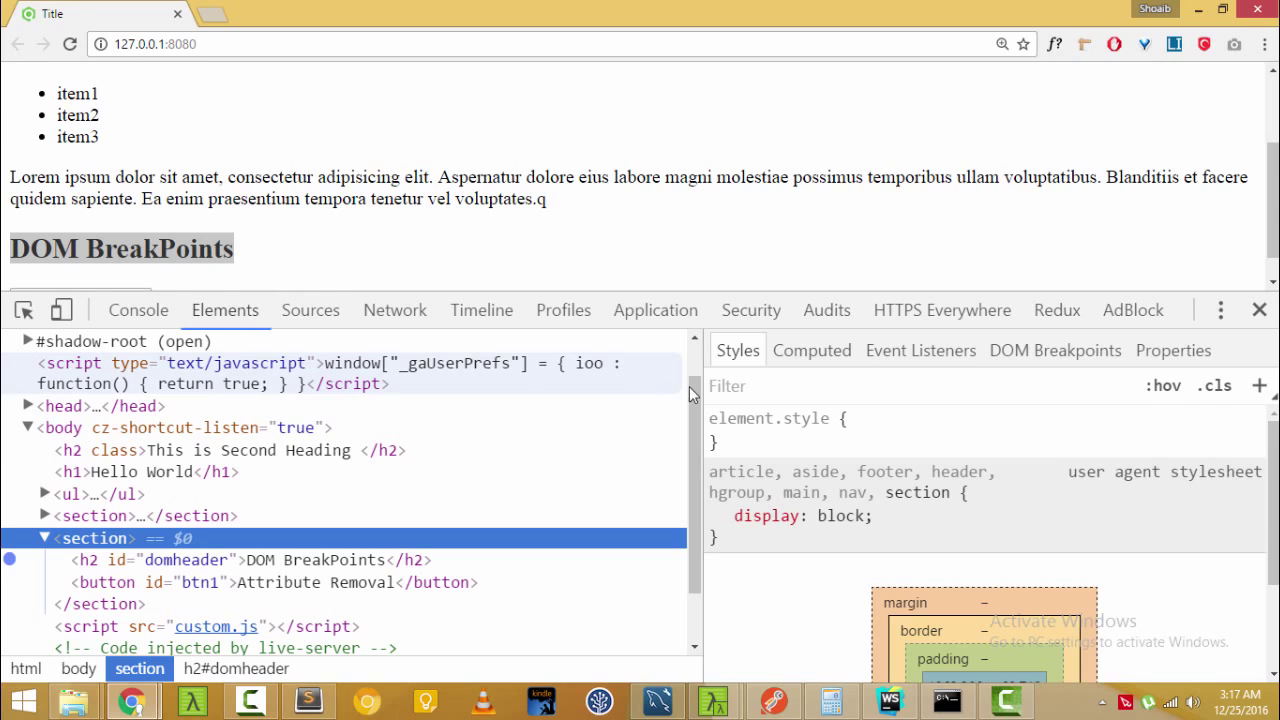 Title
Shoaib
127.0.0.1:8080
f?
LI
item1
item2
item3
Lorem ipsum dolor sit amet, consectetur adipisicing elit. Aspernatur dolore eius labore magni molestiae possimus temporibus ullam voluptatibus. Blanditiis et facere
quidem sapiente. Ea enim praesentium tempora tenetur vel voluptates.q
DOM BreakPoints
Console Elements Sources Network Timeline Profiles Application Security Audits HTTPS Everywhere Redux AdBlock
#shadow-root (open)
<script type="text/javascript">window["_gaUserPrefs"] = { ioo :
function() { return true; } }</script>
<head>…</head>
<body cz-shortcut-listen="true">
<h2 class>This is Second Heading </h2>
<h1>Hello World</h1>
<ul>…</ul>
<section>…</section>
<section> == $0
<h2 id="domheader">DOM BreakPoints</h2>
<button id="btn1">Attribute Removal</button>
</section>
<script src="custom.js"></script>
<!-- Code injected by live-server -->
html body section h2#domheader
Styles Computed Event Listeners DOM Breakpoints Properties
Filter :hov .cls +
element.style {
}
article, aside, footer, header, user agent stylesheet
hgroup, main, nav, section {
display: block;
}
margin –
border –
padding –
Activate Windows
Go to PC settings to activate Windows.
kindle
WS
3:17 AM
12/25/2016